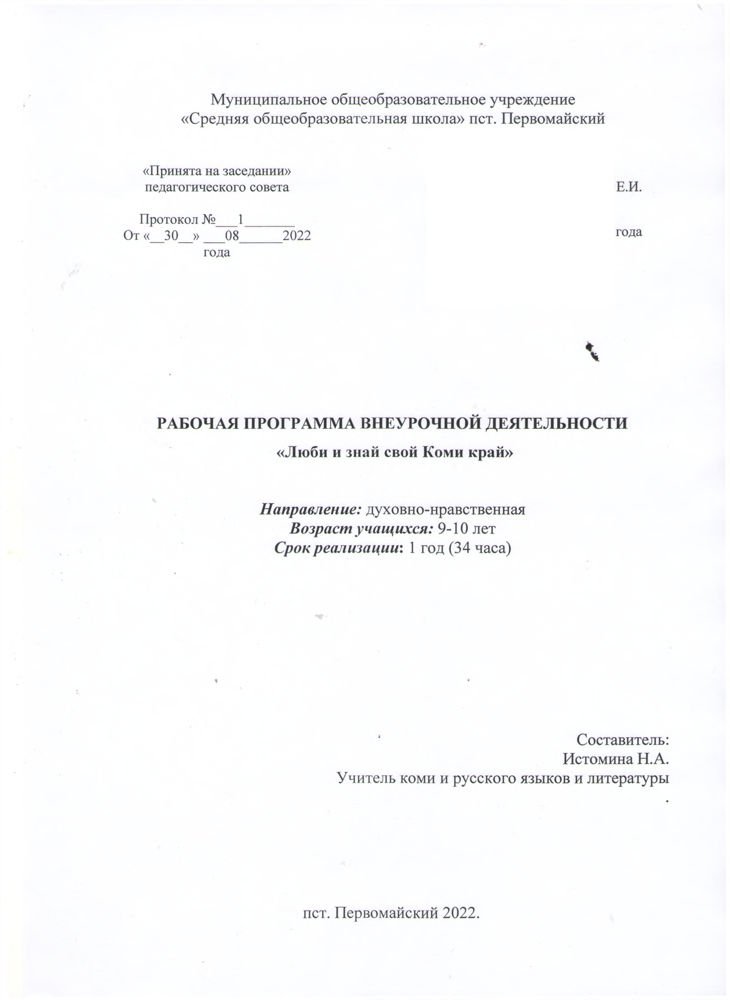 Муниципальное общеобразовательное учреждение
«Средняя общеобразовательная школа» пст. Первомайский
«Принята на заседании»
педагогического совета
Протокол №___1_______
От «__30__» ___08______2022
года
Е.И.
года
РАБОЧАЯ ПРОГРАММА ВНЕУРОЧНОЙ ДЕЯТЕЛЬНОСТИ
«Люби и знай свой Коми край»
Направление: духовно-нравственная
Возраст учащихся: 9-10 лет
Срок реализации: 1 год (34 часа)
Составитель:
Истомина Н.А.
Учитель коми и русского языков и литературы
.
пст. Первомайский 2022.